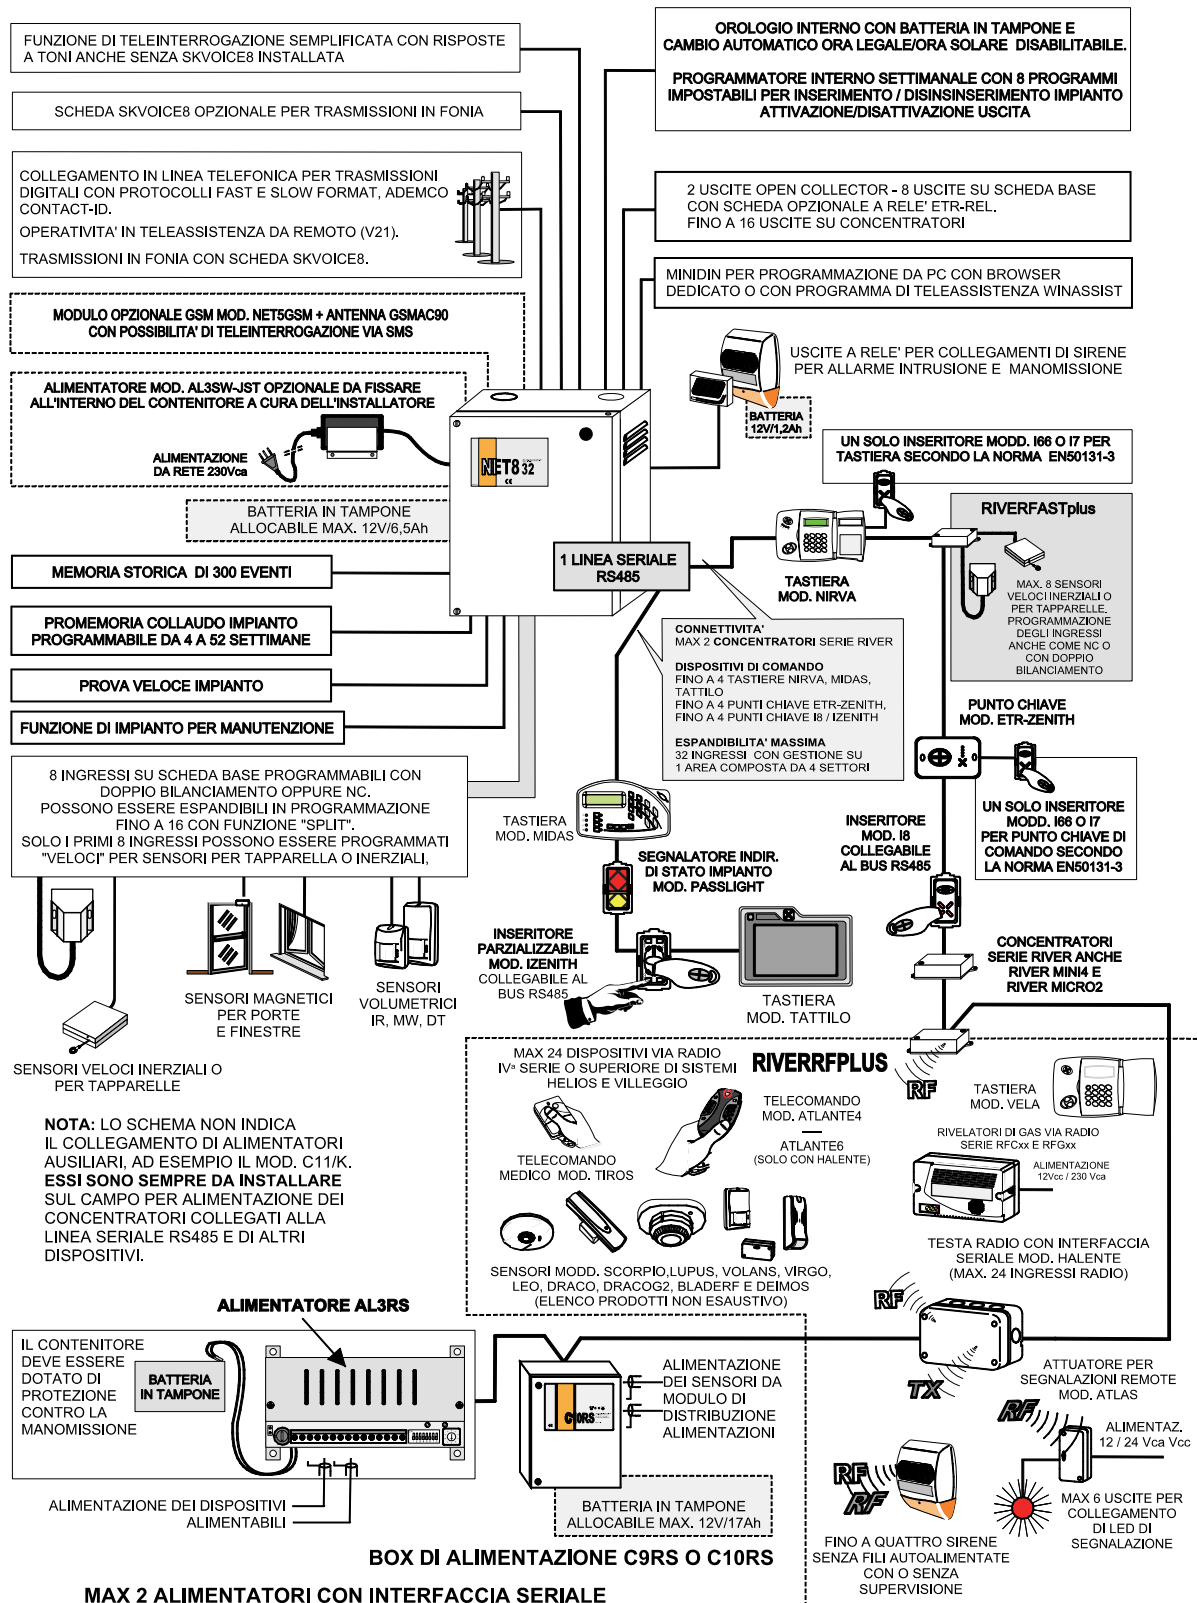 FUNZIONE DI TELEINTERROGAZIONE SEMPLIFICATA CON RISPOSTE
A TONI ANCHE SENZA SKVOICE8 INSTALLATA
SCHEDA SKVOICE8 OPZIONALE PER TRASMISSIONI IN FONIA
COLLEGAMENTO IN LINEA TELEFONICA PER TRASMISSIONI
DIGITALI CON PROTOCOLLI FAST E SLOW FORMAT, ADEMCO
CONTACT-ID.
OPERATIVITA' IN TELEASSISTENZA DA REMOTO (V21).
TRASMISSIONI IN FONIA CON SCHEDA SKVOICE8.
MODULO OPZIONALE GSM MOD. NET5GSM + ANTENNA GSMAC90
CON POSSIBILITA' DI TELEINTERROGAZIONE VIA SMS
ALIMENTATORE MOD. AL3SW-JST OPZIONALE DA FISSARE
ALL'INTERNO DEL CONTENITORE A CURA DELL'INSTALLATORE
ALIMENTAZIONE
DA RETE 230Vca
BATTERIA IN TAMPONE
ALLOCABILE MAX. 12V/6,5Ah
MEMORIA STORICA DI 300 EVENTI
PROMEMORIA COLLAUDO IMPIANTO
PROGRAMMABILE DA 4 A 52 SETTIMANE
PROVA VELOCE IMPIANTO
FUNZIONE DI IMPIANTO PER MANUTENZIONE
8 INGRESSI SU SCHEDA BASE PROGRAMMABILI CON
DOPPIO BILANCIAMENTO OPPURE NC.
POSSONO ESSERE ESPANDIBILI IN PROGRAMMAZIONE
FINO A 16 CON FUNZIONE "SPLIT".
SOLO I PRIMI 8 INGRESSI POSSONO ESSERE PROGRAMMATI
"VELOCI" PER SENSORI PER TAPPARELLA O INERZIALI,
SENSORI MAGNETICI
PER PORTE
E FINESTRE
SENSORI
VOLUMETRICI
IR, MW, DT
SENSORI VELOCI INERZIALI O
PER TAPPARELLE
NOTA: LO SCHEMA NON INDICA
IL COLLEGAMENTO DI ALIMENTATORI
AUSILIARI, AD ESEMPIO IL MOD. C11/K.
ESSI SONO SEMPRE DA INSTALLARE
SUL CAMPO PER ALIMENTAZIONE DEI
CONCENTRATORI COLLEGATI ALLA
LINEA SERIALE RS485 E DI ALTRI
DISPOSITIVI.
OROLOGIO INTERNO CON BATTERIA IN TAMPONE E
CAMBIO AUTOMATICO ORA LEGALE/ORA SOLARE DISABILITABILE.
PROGRAMMATORE INTERNO SETTIMANALE CON 8 PROGRAMMI
IMPOSTABILI PER INSERIMENTO / DISINSINSERIMENTO IMPIANTO
ATTIVAZIONE/DISATTIVAZIONE USCITA
2 USCITE OPEN COLLECTOR - 8 USCITE SU SCHEDA BASE
CON SCHEDA OPZIONALE A RELE' ETR-REL.
FINO A 16 USCITE SU CONCENTRATORI
MINIDIN PER PROGRAMMAZIONE DA PC CON BROWSER
DEDICATO O CON PROGRAMMA DI TELEASSISTENZA WINASSIST
USCITE A RELE' PER COLLEGAMENTI DI SIRENE
PER ALLARME INTRUSIONE E MANOMISSIONE
BATTERIA
12V/1,2Ah
UN SOLO INSERITORE MODD. I66 O I7 PER
TASTIERA SECONDO LA NORMA EN50131-3
NET8 32
1 LINEA SERIALE
RS485
TASTIERA
MOD. NIRVA
RIVERFASTplus
MAX. 8 SENSORI
VELOCI INERZIALI O
PER TAPPARELLE.
PROGRAMMAZIONE
DEGLI INGRESSI
ANCHE COME NC O
CON DOPPIO
BILANCIAMENTO
CONNETTIVITA'
MAX 2 CONCENTRATORI SERIE RIVER
DISPOSITIVI DI COMANDO
FINO A 4 TASTIERE NIRVA, MIDAS,
TATTILO
FINO A 4 PUNTI CHIAVE ETR-ZENITH,
FINO A 4 PUNTI CHIAVE I8 / IZENITH
ESPANDIBILITA' MASSIMA
32 INGRESSI CON GESTIONE SU
1 AREA COMPOSTA DA 4 SETTORI
PUNTO CHIAVE
MOD. ETR-ZENITH
UN SOLO INSERITORE
MODD. I66 O I7
PER PUNTO CHIAVE DI
COMANDO SECONDO
LA NORMA EN50131-3
TASTIERA
MOD. MIDAS
SEGNALATORE INDIR.
DI STATO IMPIANTO
MOD. PASSLIGHT
INSERITORE
MOD. I8
COLLEGABILE
AL BUS RS485
INSERITORE
PARZIALIZZABILE
MOD. IZENITH
COLLEGABILE AL
BUS RS485
TASTIERA
MOD. TATTILO
CONCENTRATORI
SERIE RIVER ANCHE
RIVER MINI4 E
RIVER MICRO2
MAX 24 DISPOSITIVI VIA RADIO
IVª SERIE O SUPERIORE DI SISTEMI
HELIOS E VILLEGGIO
RIVERRFPLUS
RF
TELECOMANDO
MOD. ATLANTE4
ATLANTE6
(SOLO CON HALENTE)
TELECOMANDO
MEDICO MOD. TIROS
TASTIERA
MOD. VELA
RIVELATORI DI GAS VIA RADIO
SERIE RFCxx E RFGxx
ALIMENTAZIONE
12Vcc / 230 Vca
SENSORI MODD. SCORPIO,LUPUS, VOLANS, VIRGO,
LEO, DRACO, DRACOG2, BLADERF E DEIMOS
(ELENCO PRODOTTI NON ESAUSTIVO)
TESTA RADIO CON INTERFACCIA
SERIALE MOD. HALENTE
(MAX. 24 INGRESSI RADIO)
RF
TX
ALIMENTATORE AL3RS
IL CONTENITORE
DEVE ESSERE
DOTATO DI
PROTEZIONE
CONTRO LA
MANOMISSIONE
BATTERIA
IN TAMPONE
ALIMENTAZIONE DEI DISPOSITIVI
ALIMENTABILI
C10RS
ALIMENTAZIONE
DEI SENSORI DA
MODULO DI
DISTRIBUZIONE
ALIMENTAZIONI
BATTERIA IN TAMPONE
ALLOCABILE MAX. 12V/17Ah
BOX DI ALIMENTAZIONE C9RS O C10RS
MAX 2 ALIMENTATORI CON INTERFACCIA SERIALE
ATTUATORE PER
SEGNALAZIONI REMOTE
MOD. ATLAS
RF
ALIMENTAZ.
12 / 24 Vca Vcc
RF
RF
FINO A QUATTRO SIRENE
SENZA FILI AUTOALIMENTATE
CON O SENZA
SUPERVISIONE
MAX 6 USCITE PER
COLLEGAMENTO
DI LED DI
SEGNALAZIONE